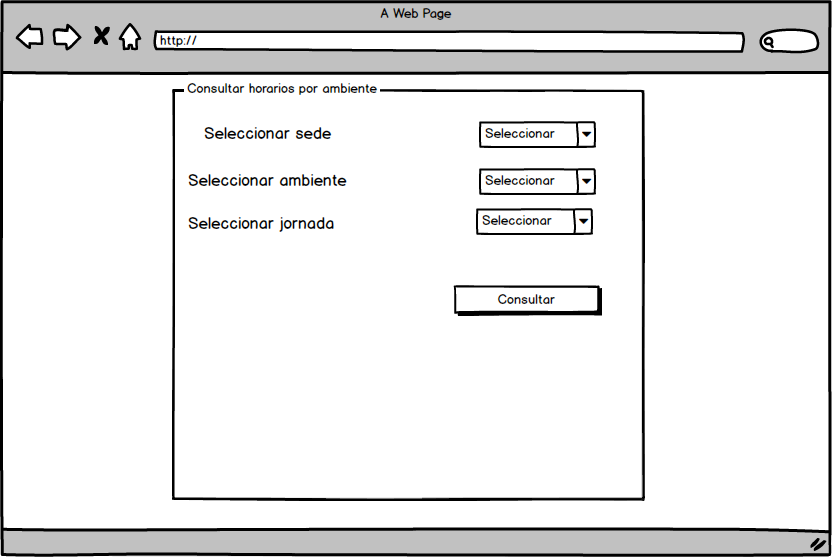 A Web Page
http://
Consultar horarios por ambiente
Seleccionar sede
Seleccionar
Seleccionar ambiente
Seleccionar
Seleccionar jornada
Seleccionar
Consultar